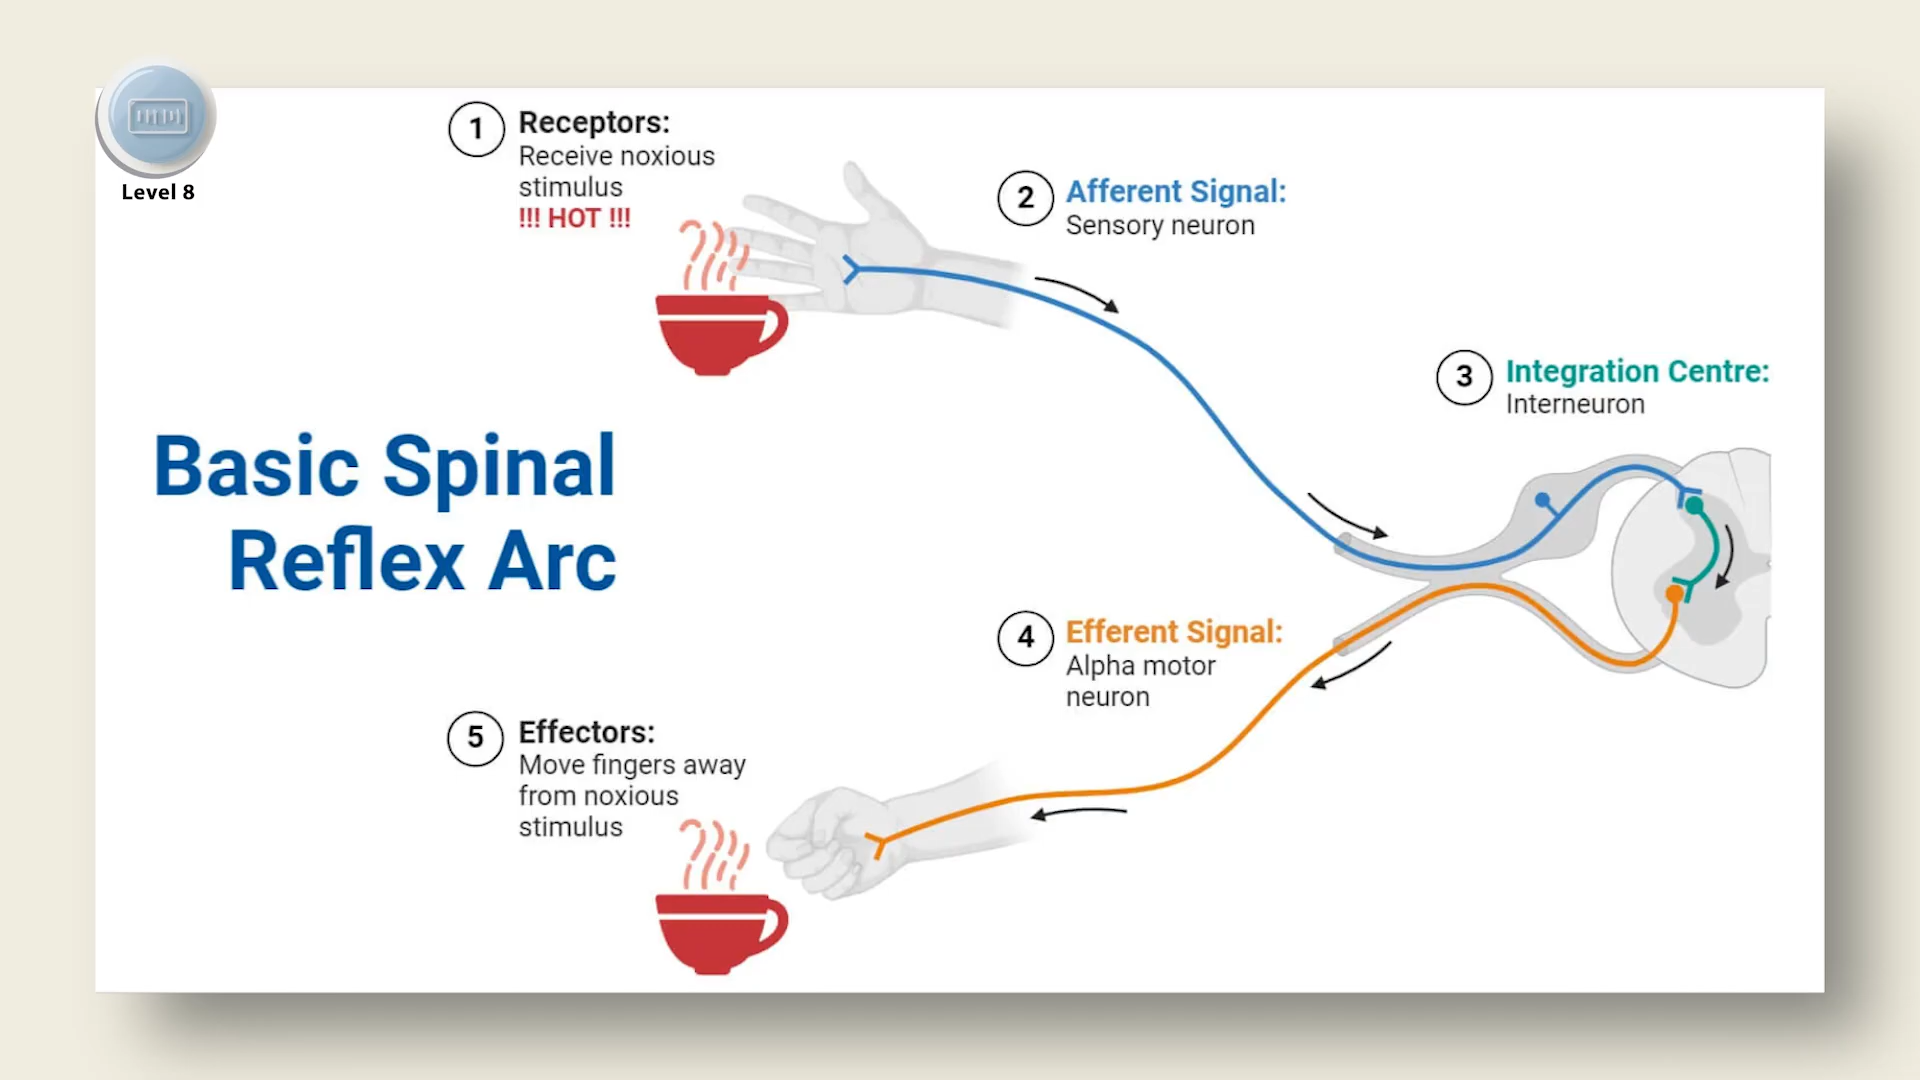 Level 8
1
Receptors:
Receive noxious
stimulus
!!! HOT !!!
2
Afferent Signal:
Sensory neuron
3
Integration Centre:
Interneuron
Basic Spinal
Reflex Arc
4
Efferent Signal:
Alpha motor
neuron
5
Effectors:
Move fingers away
from noxious
stimulus